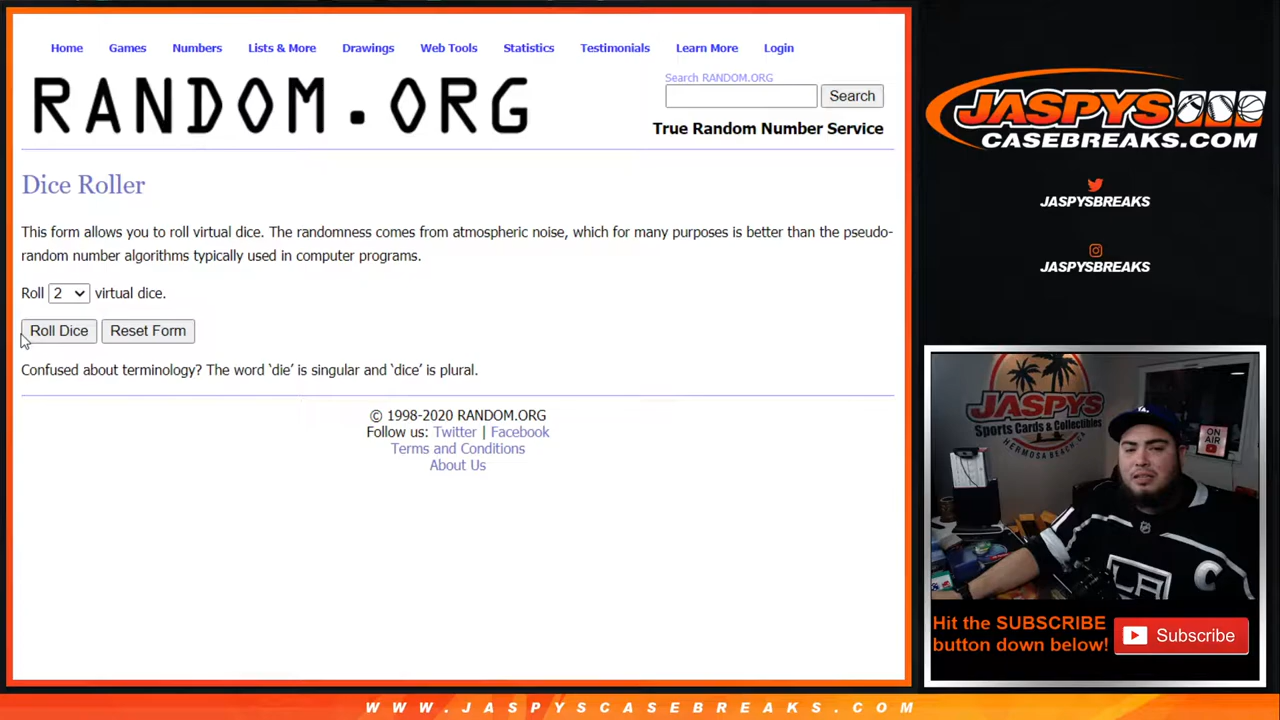 Home Games Numbers Lists & More Drawings Web Tools Statistics Testimonials Learn More Login
RANDOM.ORG
Search RANDOM.ORG
Search
True Random Number Service
Dice Roller
This form allows you to roll virtual dice. The randomness comes from atmospheric noise, which for many purposes is better than the pseudo-
random number algorithms typically used in computer programs.
Roll 2 virtual dice.
Roll Dice Reset Form
Confused about terminology? The word ‘die’ is singular and ‘dice’ is plural.
© 1998-2020 RANDOM.ORG
Follow us: Twitter | Facebook
Terms and Conditions
About Us
JASPYS
CASEBREAKS.COM
JASPYSBREAKS
JASPYSBREAKS
JASPYS
Sports Cards & Collectibles
HERMOSA BEACH, CA
ON
AIR
LA
C
Hit the SUBSCRIBE
button down below!
Subscribe
WWW.JASPYSCASEBREAKS.COM